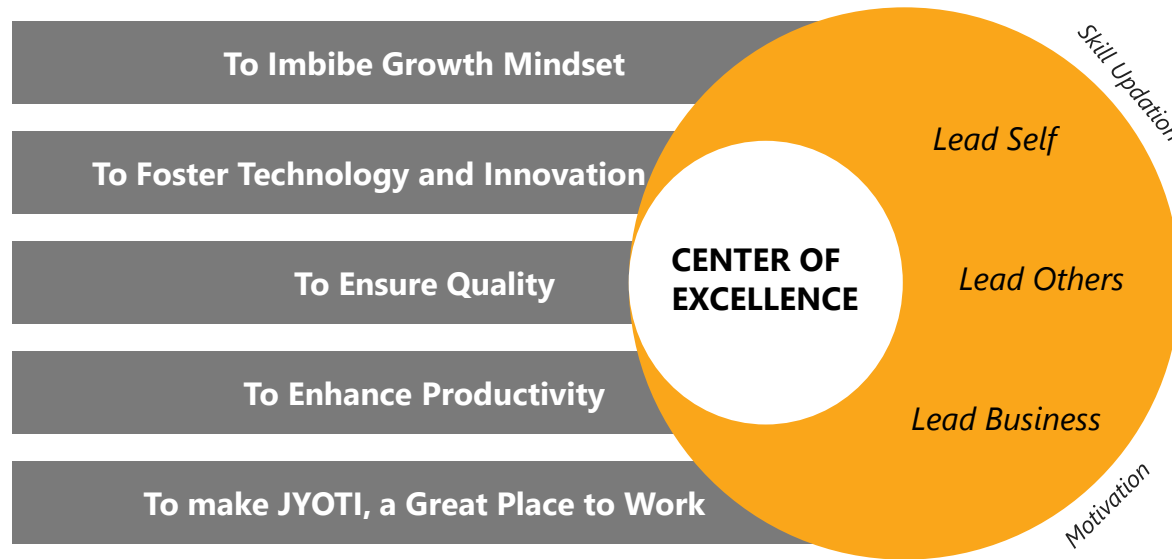 To Imbibe Growth Mindset
To Foster Technology and Innovation
To Ensure Quality
To Enhance Productivity
To make JYOTI, a Great Place to Work
CENTER OF
EXCELLENCE
Lead Self
Lead Others
Lead Business
Skill Updation
Motivation